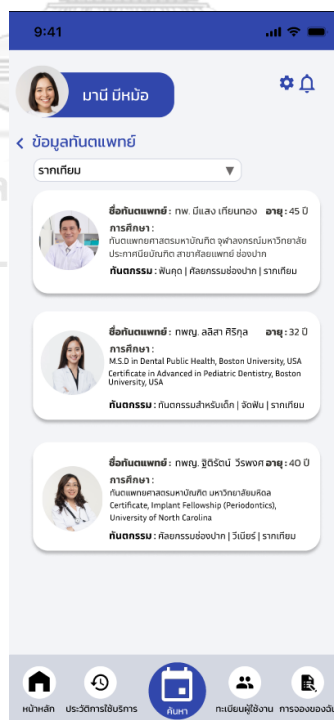 9:41
มานี มีหม้อ
ข้อมูลทันตแพทย์
รากเทียม
ชื่อทันตแพทย์ : ทพ. มีแสง เทียนทอง อายุ : 45 ปี
การศึกษา :
ทันตแพทยศาสตรมหาบัณฑิต จุฬาลงกรณ์มหาวิทยาลัย
ประกาศนียบัณฑิต สาขาศัลยแพทย์ ช่องปาก
ทันตกรรม : ฟันคุด | ศัลยกรรมช่องปาก | รากเทียม
ชื่อทันตแพทย์ : ทพญ. ลลิสา ศิริกุล อายุ : 32 ปี
การศึกษา :
M.S.D in Dental Public Health, Boston University, USA
Certificate in Advanced in Pediatric Dentistry, Boston
University, USA
ทันตกรรม : ทันตกรรมสำหรับเด็ก | จัดฟัน | รากเทียม
ชื่อทันตแพทย์ : ทพญ. ฐิติรัตน์ วีรพงศ์ อายุ : 40 ปี
การศึกษา :
ทันตแพทยศาสตรมหาบัณฑิต มหาวิทยาลัยมหิดล
Certificate, Implant Fellowship (Periodontics),
University of North Carolina
ทันตกรรม : ศัลยกรรมช่องปาก | วีเนียร์ | รากเทียม
หน้าหลัก ประวัติการใช้บริการ ค้นหา ทะเบียนผู้ใช้งาน การจองของฉัน